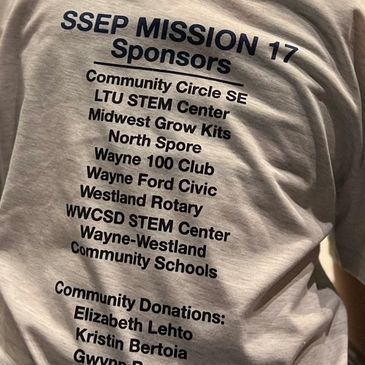 SSEP MISSION 17
Sponsors
Community Circle SE
LTU STEM Center
Midwest Grow Kits
North Spore
Wayne 100 Club
Wayne Ford Civic
Westland Rotary
WWCSD STEM Center
Wayne-Westland
Community Schools
Community Donations:
Elizabeth Lehto
Kristin Bertoia
Gwynn